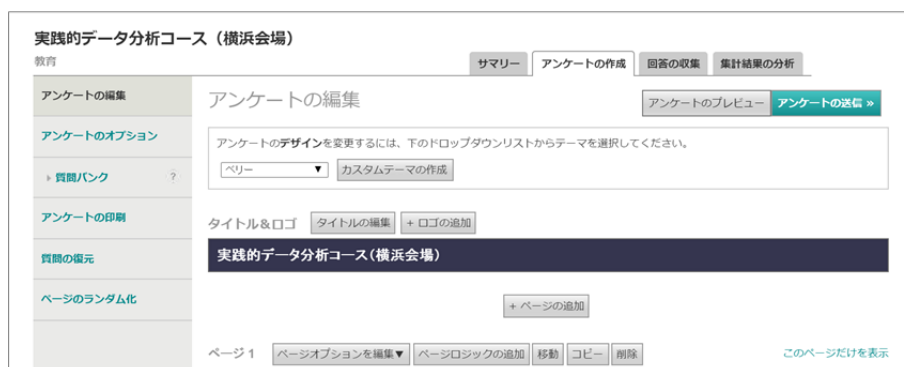 実践的データ分析コース（横浜会場）
教育
サマリー アンケートの作成 回答の収集 集計結果の分析
アンケートの編集
アンケートのオプション
質問バンク ?
アンケートの印刷
質問の復元
ページのランダム化
アンケートの編集
アンケートのプレビュー アンケートの送信 »
アンケートのデザインを変更するには、下のドロップダウンリストからテーマを選択してください。
ベリー ▼ カスタムテーマの作成
タイトル&ロゴ タイトルの編集 + ロゴの追加
実践的データ分析コース(横浜会場)
+ ページの追加
ページ 1 ページオプションを編集▼ ページロジックの追加 移動 コピー 削除 このページだけを表示